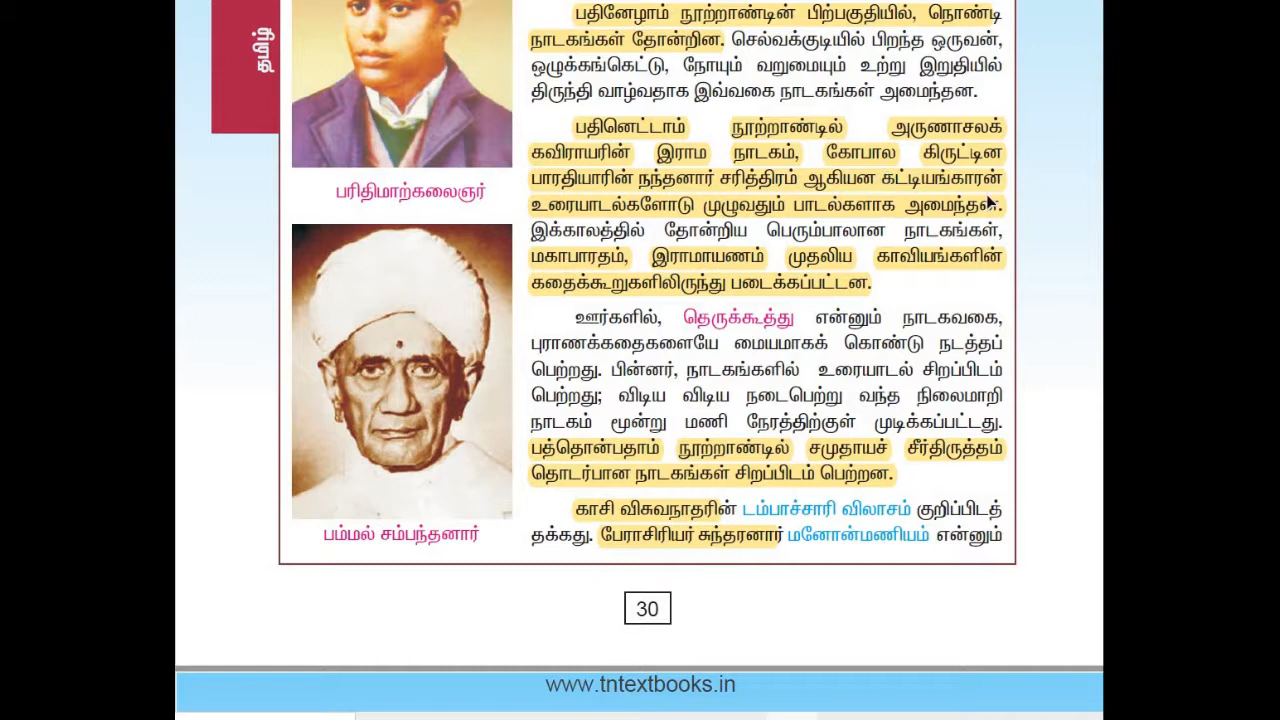 தமிழ்
பதினேழாம் நூற்றாண்டின் பிற்பகுதியில், நொண்டி
நாடகங்கள் தோன்றின. செல்வக்குடியில் பிறந்த ஒருவன்,
ஒழுக்கங்கெட்டு, நோயும் வறுமையும் உற்று இறுதியில்
திருந்தி வாழ்வதாக இவ்வகை நாடகங்கள் அமைந்தன.
பதினெட்டாம் நூற்றாண்டில் அருணாசலக்
கவிராயரின் இராம நாடகம், கோபால கிருட்டின
பாரதியாரின் நந்தனார் சரித்திரம் ஆகியன கட்டியங்காரன்
உரையாடல்களோடு முழுவதும் பாடல்களாக அமைந்தன.
இக்காலத்தில் தோன்றிய பெரும்பாலான நாடகங்கள்,
மகாபாரதம், இராமாயணம் முதலிய காவியங்களின்
கதைக்கூறுகளிலிருந்து படைக்கப்பட்டன.
ஊர்களில், தெருக்கூத்து என்னும் நாடகவகை,
புராணக்கதைகளையே மையமாகக் கொண்டு நடத்தப்
பெற்றது. பின்னர், நாடகங்களில் உரையாடல் சிறப்பிடம்
பெற்றது; விடிய விடிய நடைபெற்று வந்த நிலைமாறி
நாடகம் மூன்று மணி நேரத்திற்குள் முடிக்கப்பட்டது.
பத்தொன்பதாம் நூற்றாண்டில் சமுதாயச் சீர்திருத்தம்
தொடர்பான நாடகங்கள் சிறப்பிடம் பெற்றன.
காசி விசுவநாதரின் டம்பாச்சாரி விலாசம் குறிப்பிடத்
தக்கது. பேராசிரியர் சுந்தரனார் மனோன்மணியம் என்னும்
பரிதிமாற்கலைஞர்
பம்மல் சம்பந்தனார்
30
www.tntextbooks.in